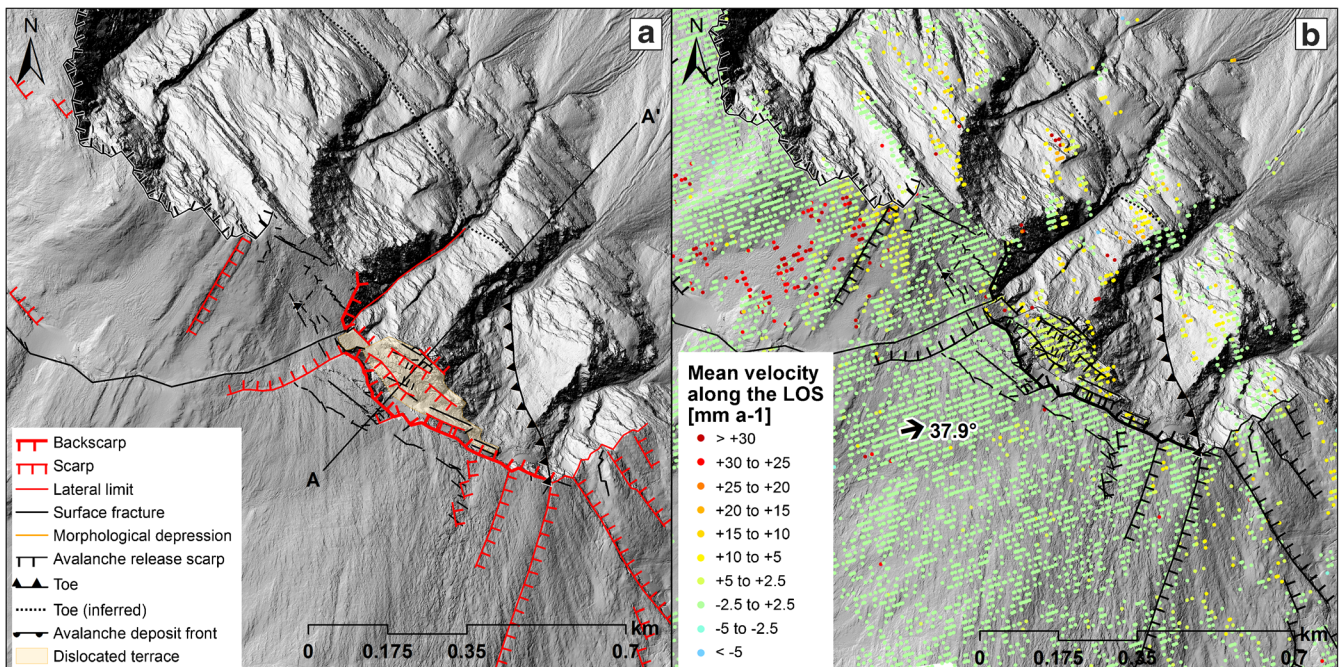 N
a
A'
A
Backscarp
Scarp
Lateral limit
Surface fracture
Morphological depression
Avalanche release scarp
Toe
Toe (inferred)
Avalanche deposit front
Dislocated terrace
km
0 0.175 0.35 0.7
N
b
37.9°
Mean velocity
along the LOS
[mm a-1]
> +30
+30 to +25
+25 to +20
+20 to +15
+15 to +10
+10 to +5
+5 to +2.5
-2.5 to +2.5
-5 to -2.5
< -5
km
0 0.175 0.35 0.7